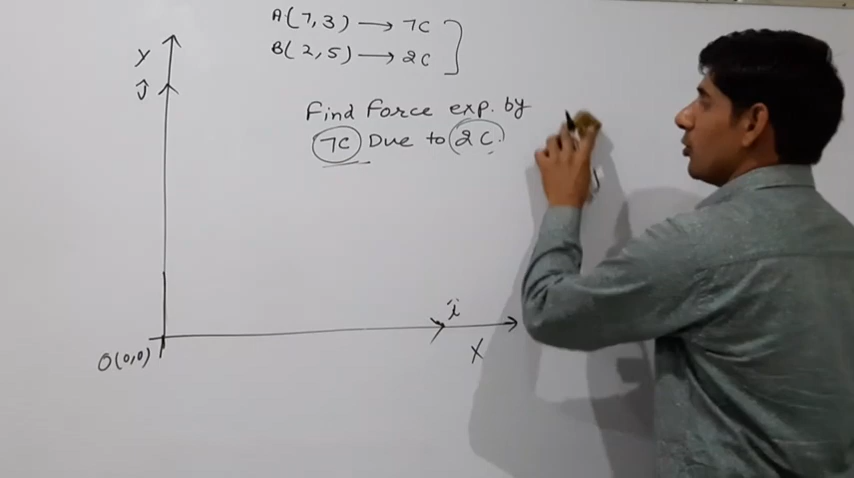 A(7,3) → 7C
B(2,5) → 2C
Find Force exp. by
7C Due to 2C.
Y
ĵ
i
X
O(0,0)